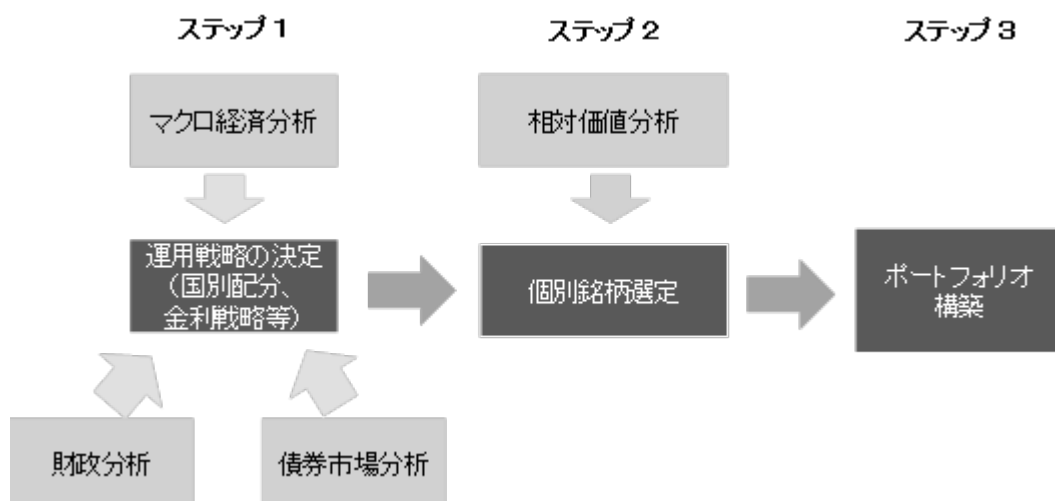 ステップ１
ステップ２
ステップ３
マクロ経済分析
相対価値分析
運用戦略の決定
（国別配分、
金利戦略等）
個別銘柄選定
ポートフォリオ
構築
財政分析
債券市場分析